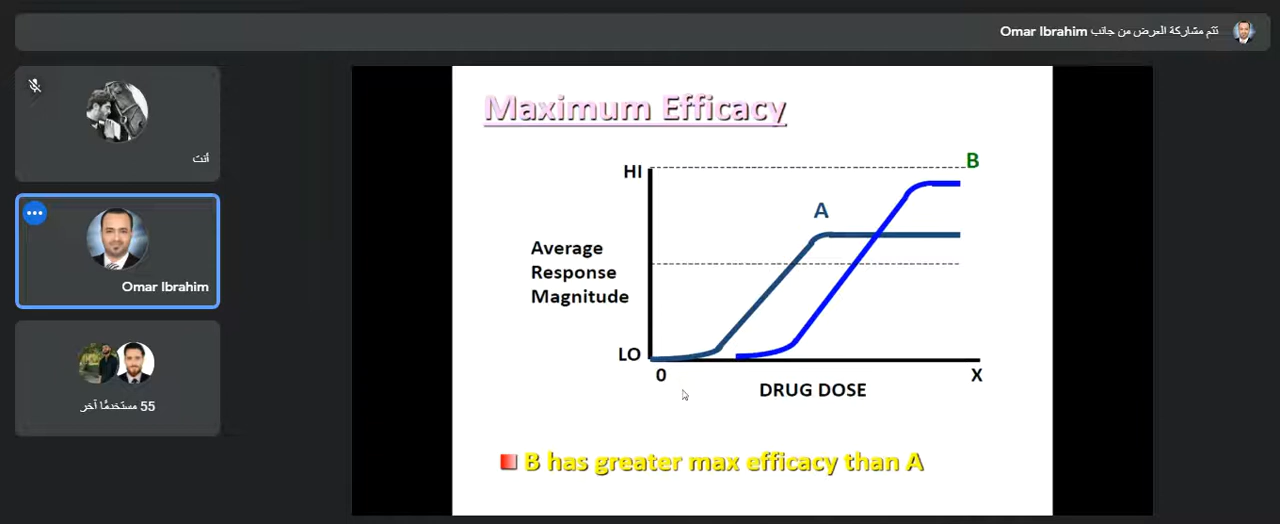 تتم مشاركة العرض من جانب Omar Ibrahim
أنت
Omar Ibrahim
55 مستخدمًا آخر
Maximum Efficacy
HI
B
A
Average
Response
Magnitude
LO
0
X
DRUG DOSE
B has greater max efficacy than A